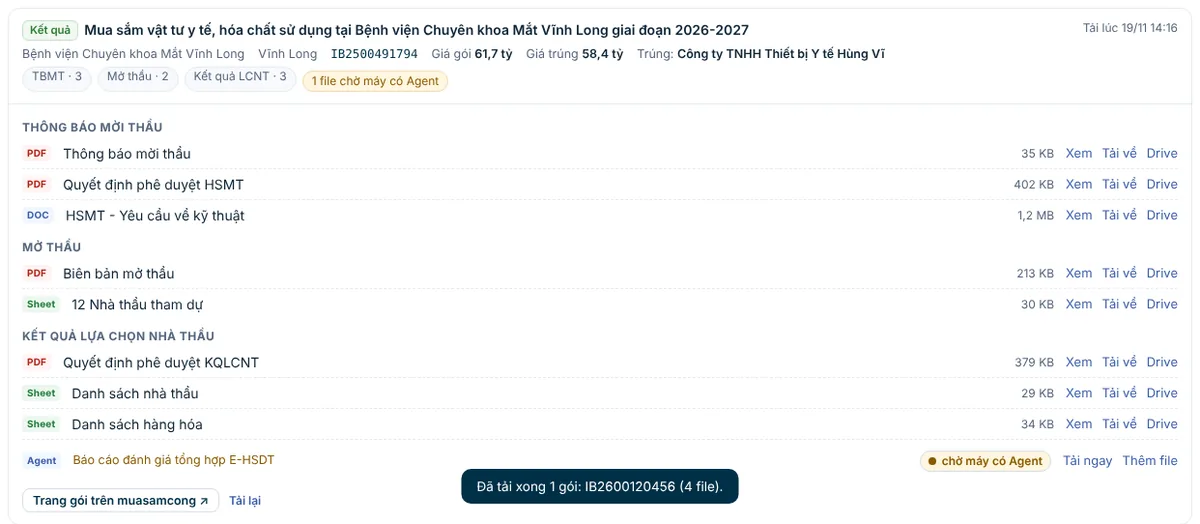 Kết quả Mua sắm vật tư y tế, hóa chất sử dụng tại Bệnh viện Chuyên khoa Mắt Vĩnh Long giai đoạn 2026-2027 Tải lúc 19/11 14:16
Bệnh viện Chuyên khoa Mắt Vĩnh Long Vĩnh Long IB2500491794 Giá gói 61,7 tỷ Giá trúng 58,4 tỷ Trúng: Công ty TNHH Thiết bị Y tế Hùng Vĩ
TBMT · 3 Mở thầu · 2 Kết quả LCNT · 3 1 file chờ máy có Agent
THÔNG BÁO MỜI THẦU
PDF Thông báo mời thầu 35 KB Xem Tải về Drive
PDF Quyết định phê duyệt HSMT 402 KB Xem Tải về Drive
DOC HSMT - Yêu cầu về kỹ thuật 1,2 MB Xem Tải về Drive
MỞ THẦU
PDF Biên bản mở thầu 213 KB Xem Tải về Drive
Sheet 12 Nhà thầu tham dự 30 KB Xem Tải về Drive
KẾT QUẢ LỰA CHỌN NHÀ THẦU
PDF Quyết định phê duyệt KQLCNT 379 KB Xem Tải về Drive
Sheet Danh sách nhà thầu 29 KB Xem Tải về Drive
Sheet Danh sách hàng hóa 34 KB Xem Tải về Drive
Agent Báo cáo đánh giá tổng hợp E-HSDT chờ máy có Agent Tải ngay Thêm file
Đã tải xong 1 gói: IB2600120456 (4 file).
Trang gói trên muasamcong ↗ Tải lại